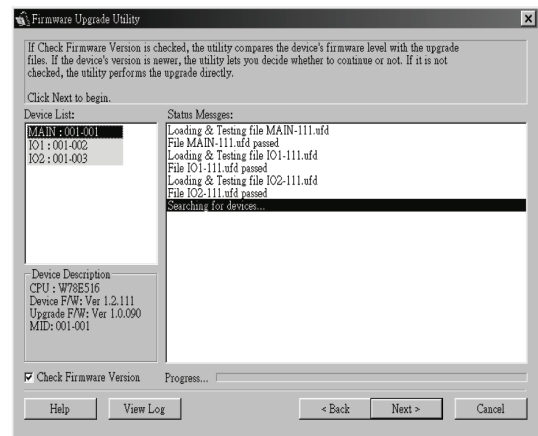 Firmware Upgrade Utility
If Check Firmware Version is checked, the utility compares the device's firmware level with the upgrade
files. If the device's version is newer, the utility lets you decide whether to continue or not. If it is not
checked, the utility performs the upgrade directly.
Click Next to begin.
Device List:
MAIN : 001-001
IO1 : 001-002
IO2 : 001-003
Status Messges:
Loading & Testing file MAIN-111.ufd
File MAIN-111.ufd passed
Loading & Testing file IO1-111.ufd
File IO1-111.ufd passed
Loading & Testing file IO2-111.ufd
File IO2-111.ufd passed
Searching for devices...
Device Description
CPU : W78E516
Device F/W: Ver 1.2.111
Upgrade F/W: Ver 1.0.090
MID: 001-001
Check Firmware Version
Progress...
Help
View Log
< Back
Next >
Cancel